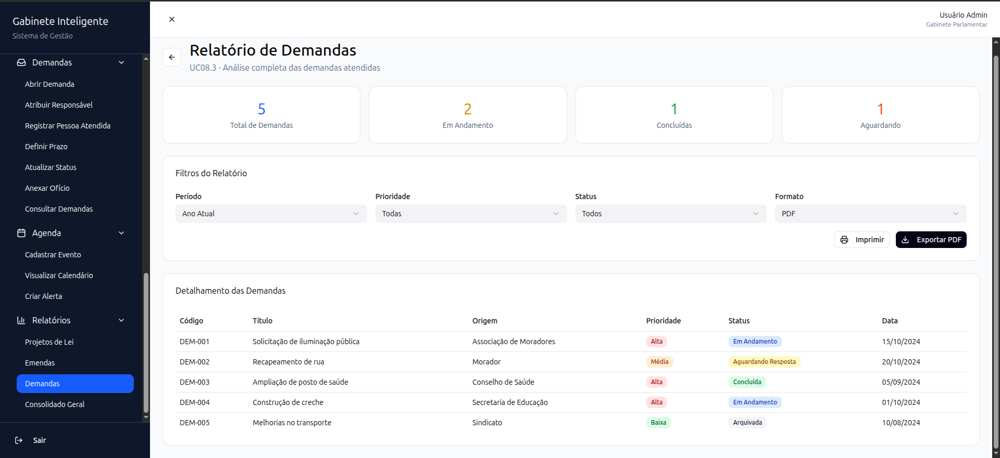 Gabinete Inteligente
Sistema de Gestão
Demandas
Abrir Demanda
Atribuir Responsável
Registrar Pessoa Atendida
Definir Prazo
Atualizar Status
Anexar Ofício
Consultar Demandas
Agenda
Cadastrar Evento
Visualizar Calendário
Criar Alerta
Relatórios
Projetos de Lei
Emendas
Demandas
Consolidado Geral
Sair
Usuário Admin
Gabinete Parlamentar
Relatório de Demandas
UC08.3 - Análise completa das demandas atendidas
5
Total de Demandas
2
Em Andamento
1
Concluídas
1
Aguardando
Filtros do Relatório
Período Prioridade Status Formato
Ano Atual Todas Todos PDF
Imprimir Exportar PDF
Detalhamento das Demandas
Código Título Origem Prioridade Status Data
DEM-001 Solicitação de iluminação pública Associação de Moradores Alta Em Andamento 15/10/2024
DEM-002 Recapeamento de rua Morador Média Aguardando Resposta 20/10/2024
DEM-003 Ampliação de posto de saúde Conselho de Saúde Alta Concluída 05/09/2024
DEM-004 Construção de creche Secretaria de Educação Alta Em Andamento 01/10/2024
DEM-005 Melhorias no transporte Sindicato Baixa Arquivada 10/08/2024